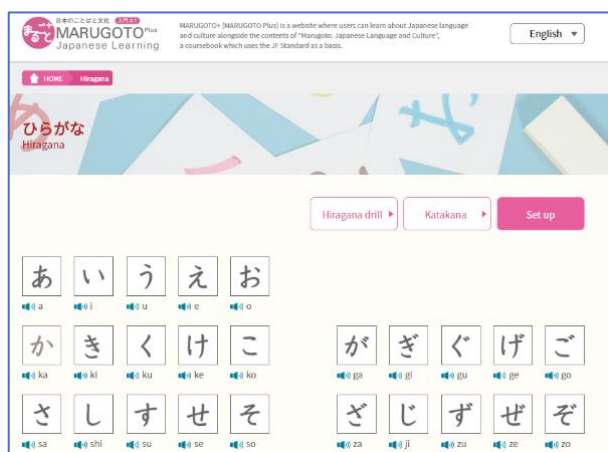 日本のことばと文化 入門 A1
まるごと+
MARUGOTO Plus
Japanese Learning
MARUGOTO+ (MARUGOTO Plus) is a website where users can learn about Japanese language
and culture alongside the contents of "Marugoto: Japanese Language and Culture",
a coursebook which uses the JF Standard as a basis.
English
HOME Hiragana
ひらがな
Hiragana
Hiragana drill Katakana Set up
あ い う え お
a i u e o
か き く け こ が ぎ ぐ げ ご
ka ki ku ke ko ga gi gu ge go
さ し す せ そ ざ じ ず ぜ ぞ
sa shi su se so za ji zu ze zo